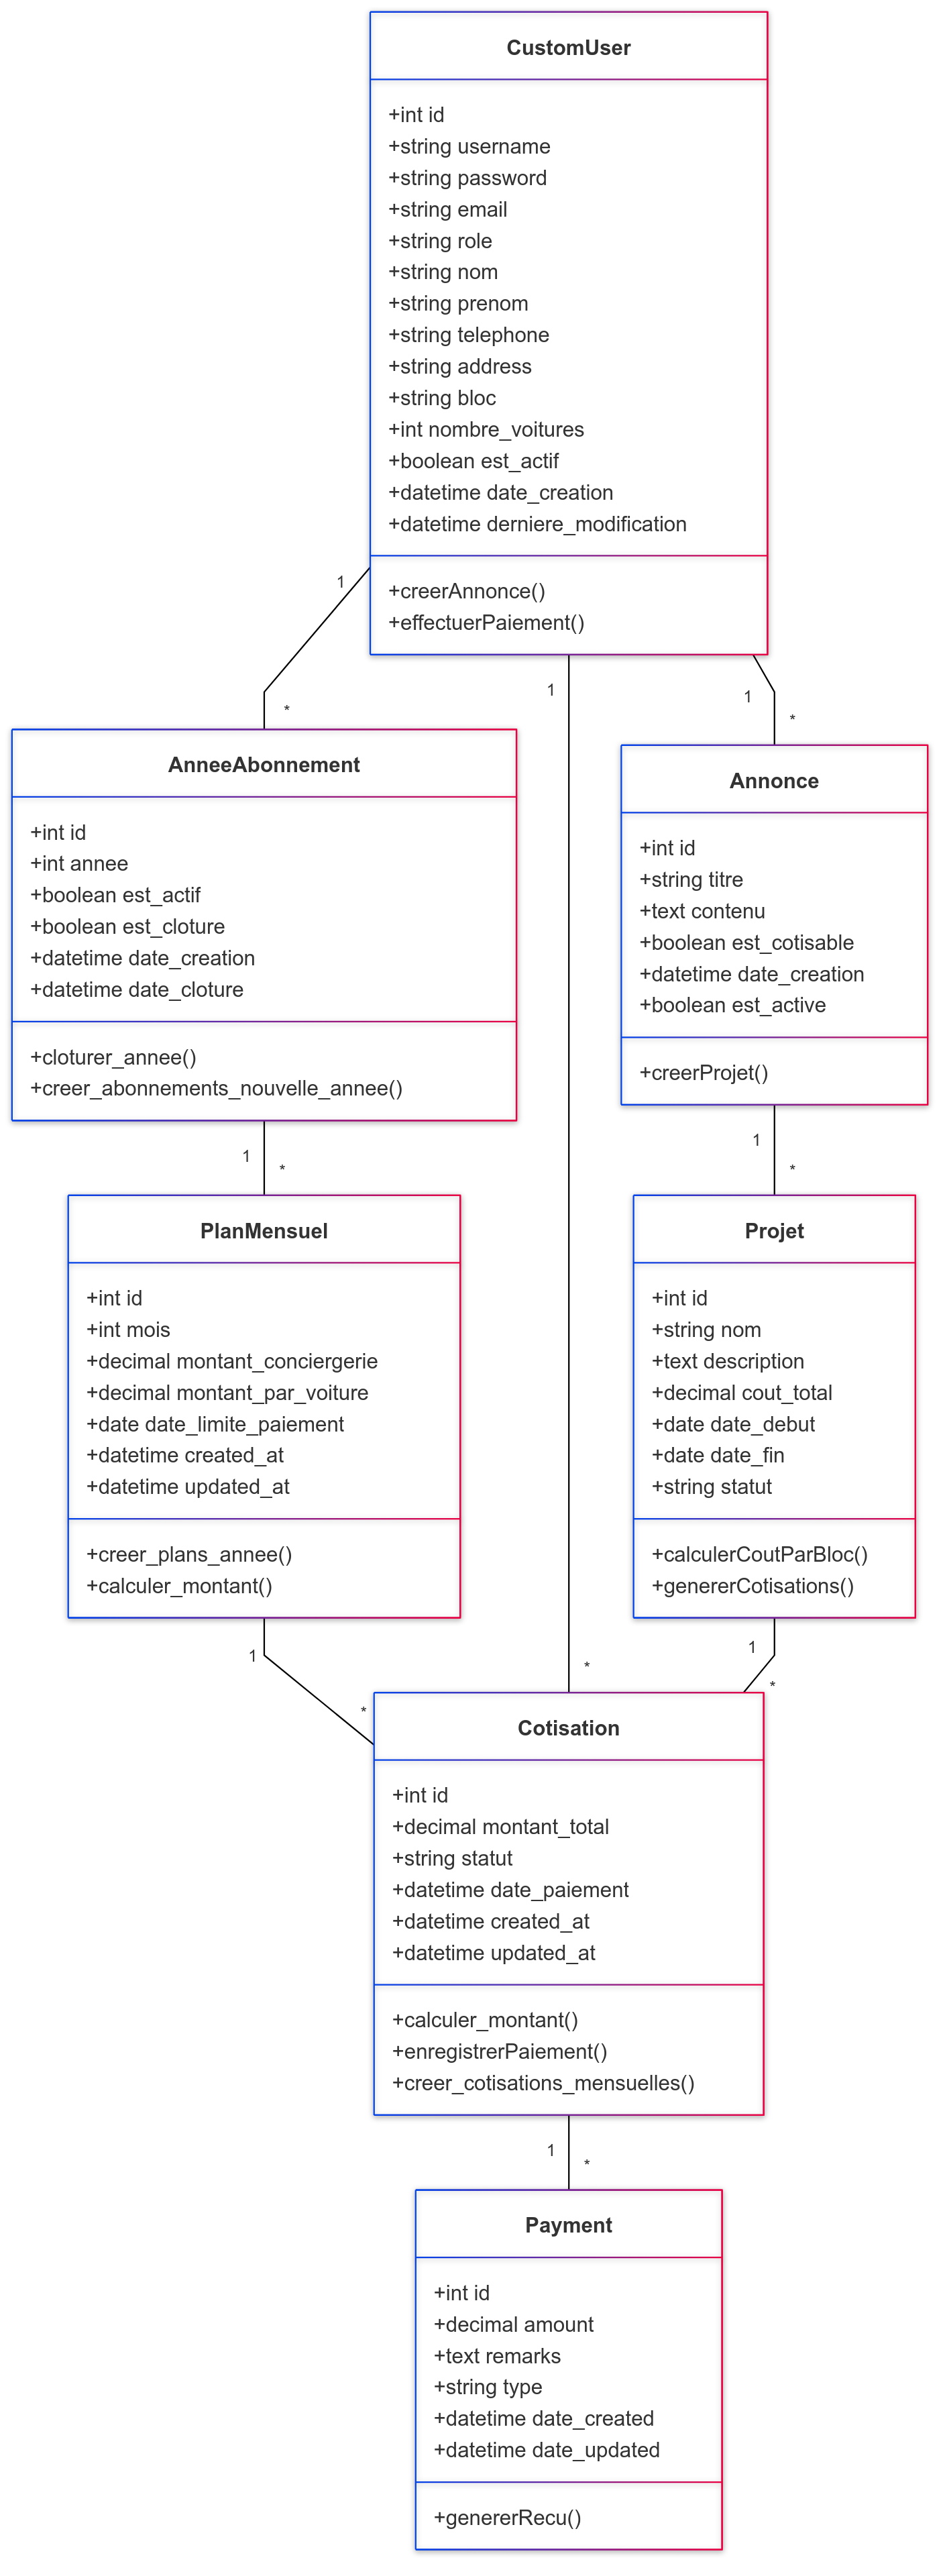 CustomUser
+int id
+string username
+string password
+string email
+string role
+string nom
+string prenom
+string telephone
+string address
+string bloc
+int nombre_voitures
+boolean est_actif
+datetime date_creation
+datetime derniere_modification
+creerAnnonce()
+effectuerPaiement()
1
*
1
*
1
*
AnneeAbonnement
+int id
+int annee
+boolean est_actif
+boolean est_cloture
+datetime date_creation
+datetime date_cloture
+cloturer_annee()
+creer_abonnements_nouvelle_annee()
Annonce
+int id
+string titre
+text contenu
+boolean est_cotisable
+datetime date_creation
+boolean est_active
+creerProjet()
1
*
1
*
PlanMensuel
+int id
+int mois
+decimal montant_conciergerie
+decimal montant_par_voiture
+date date_limite_paiement
+datetime created_at
+datetime updated_at
+creer_plans_annee()
+calculer_montant()
Projet
+int id
+string nom
+text description
+decimal cout_total
+date date_debut
+date date_fin
+string statut
+calculerCoutParBloc()
+genererCotisations()
1
*
1
*
Cotisation
+int id
+decimal montant_total
+string statut
+datetime date_paiement
+datetime created_at
+datetime updated_at
+calculer_montant()
+enregistrerPaiement()
+creer_cotisations_mensuelles()
1
*
Payment
+int id
+decimal amount
+text remarks
+string type
+datetime date_created
+datetime date_updated
+genererRecu()